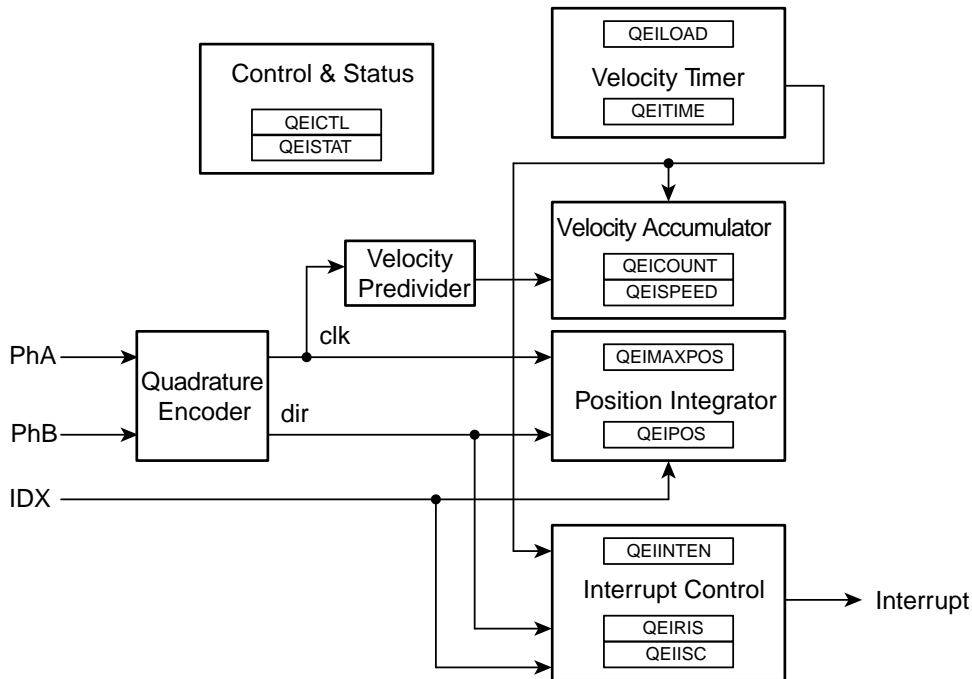 QEILOAD
Control & Status
Velocity Timer
QEICTL
QEITIME
QEISTAT
Velocity Accumulator
Velocity
Predivider
QEICOUNT
QEISPEED
clk
PhA
QEIMAXPOS
Quadrature
Encoder
Position Integrator
dir
PhB
QEIPOS
IDX
QEIINTEN
Interrupt Control
Interrupt
QEIRIS
QEIISC